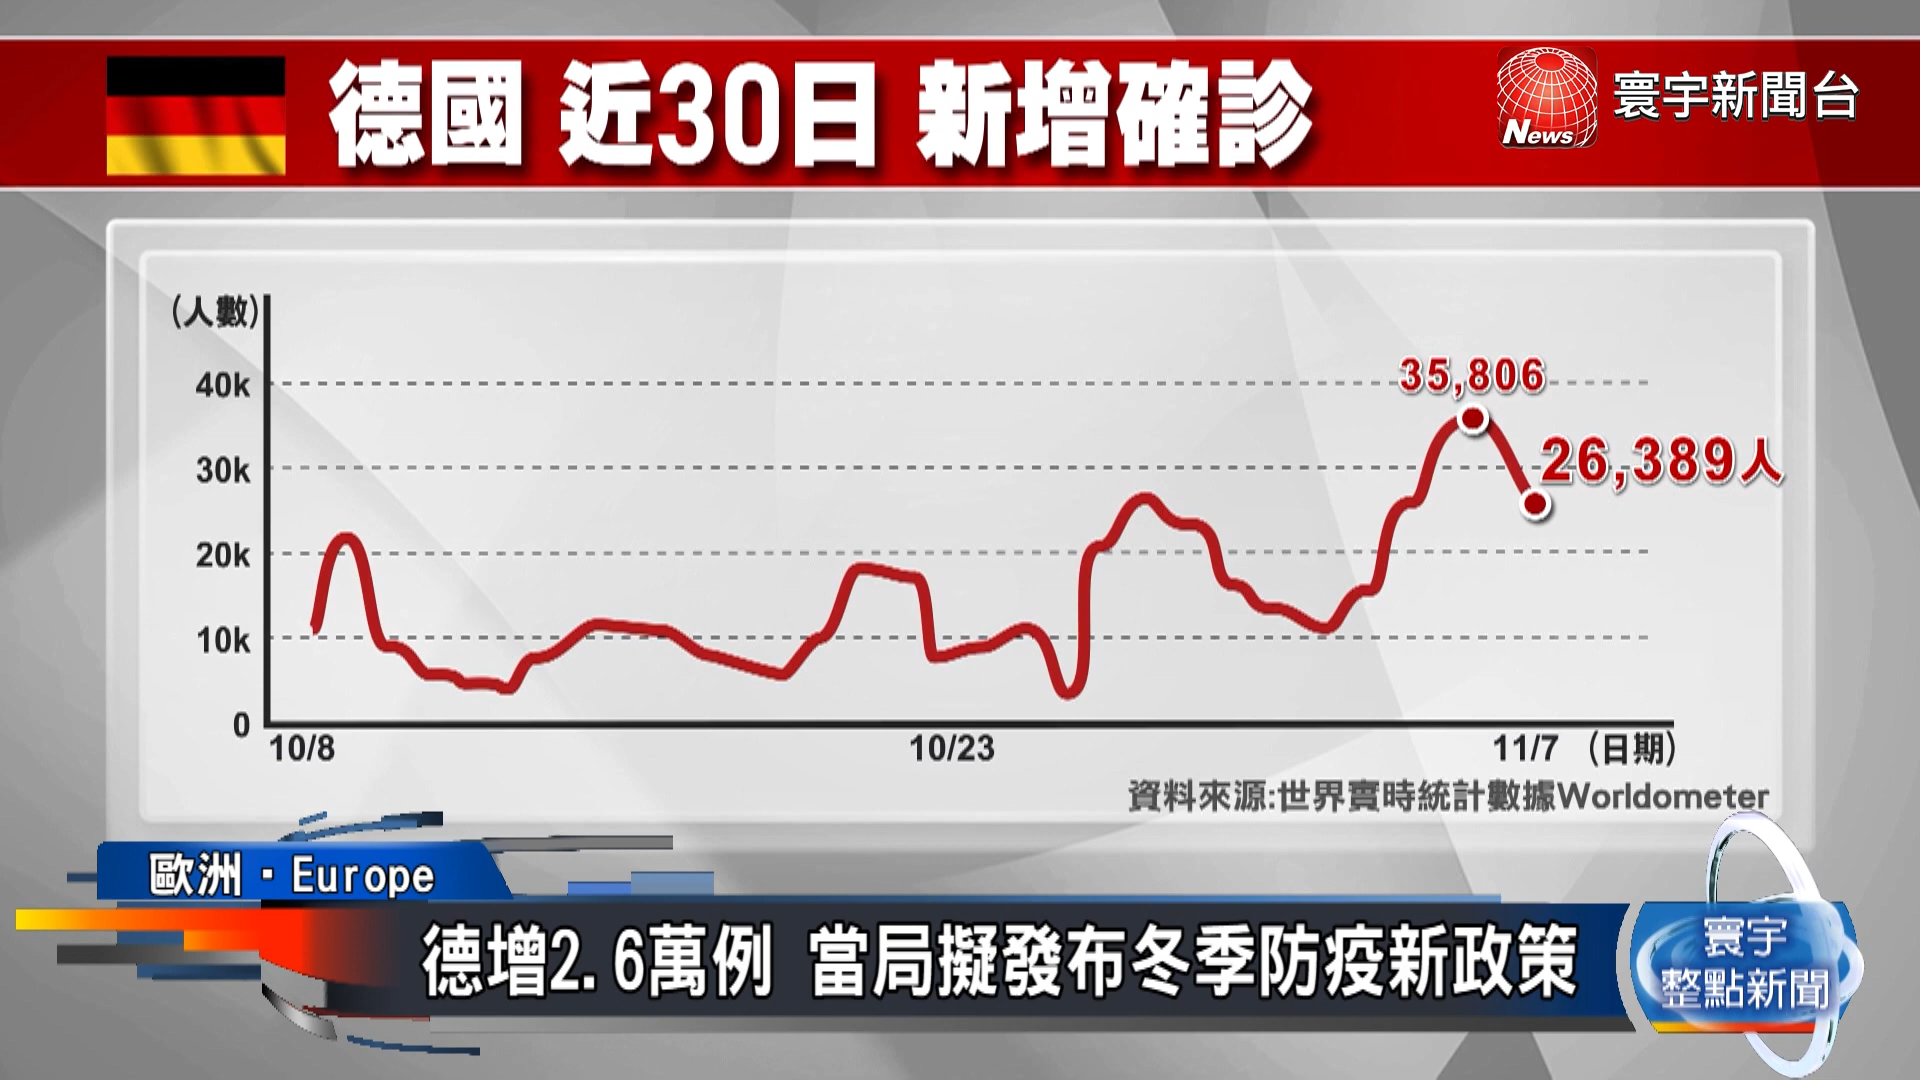 德國 近30日 新增確診
News
寰宇新聞台
(人數)
40k
30k
20k
10k
0
35,806
26,389人
10/8
10/23
11/7
(日期)
資料來源:世界實時統計數據Worldometer
歐洲·Europe
德增2.6萬例 當局擬發布冬季防疫新政策
寰宇
整點新聞